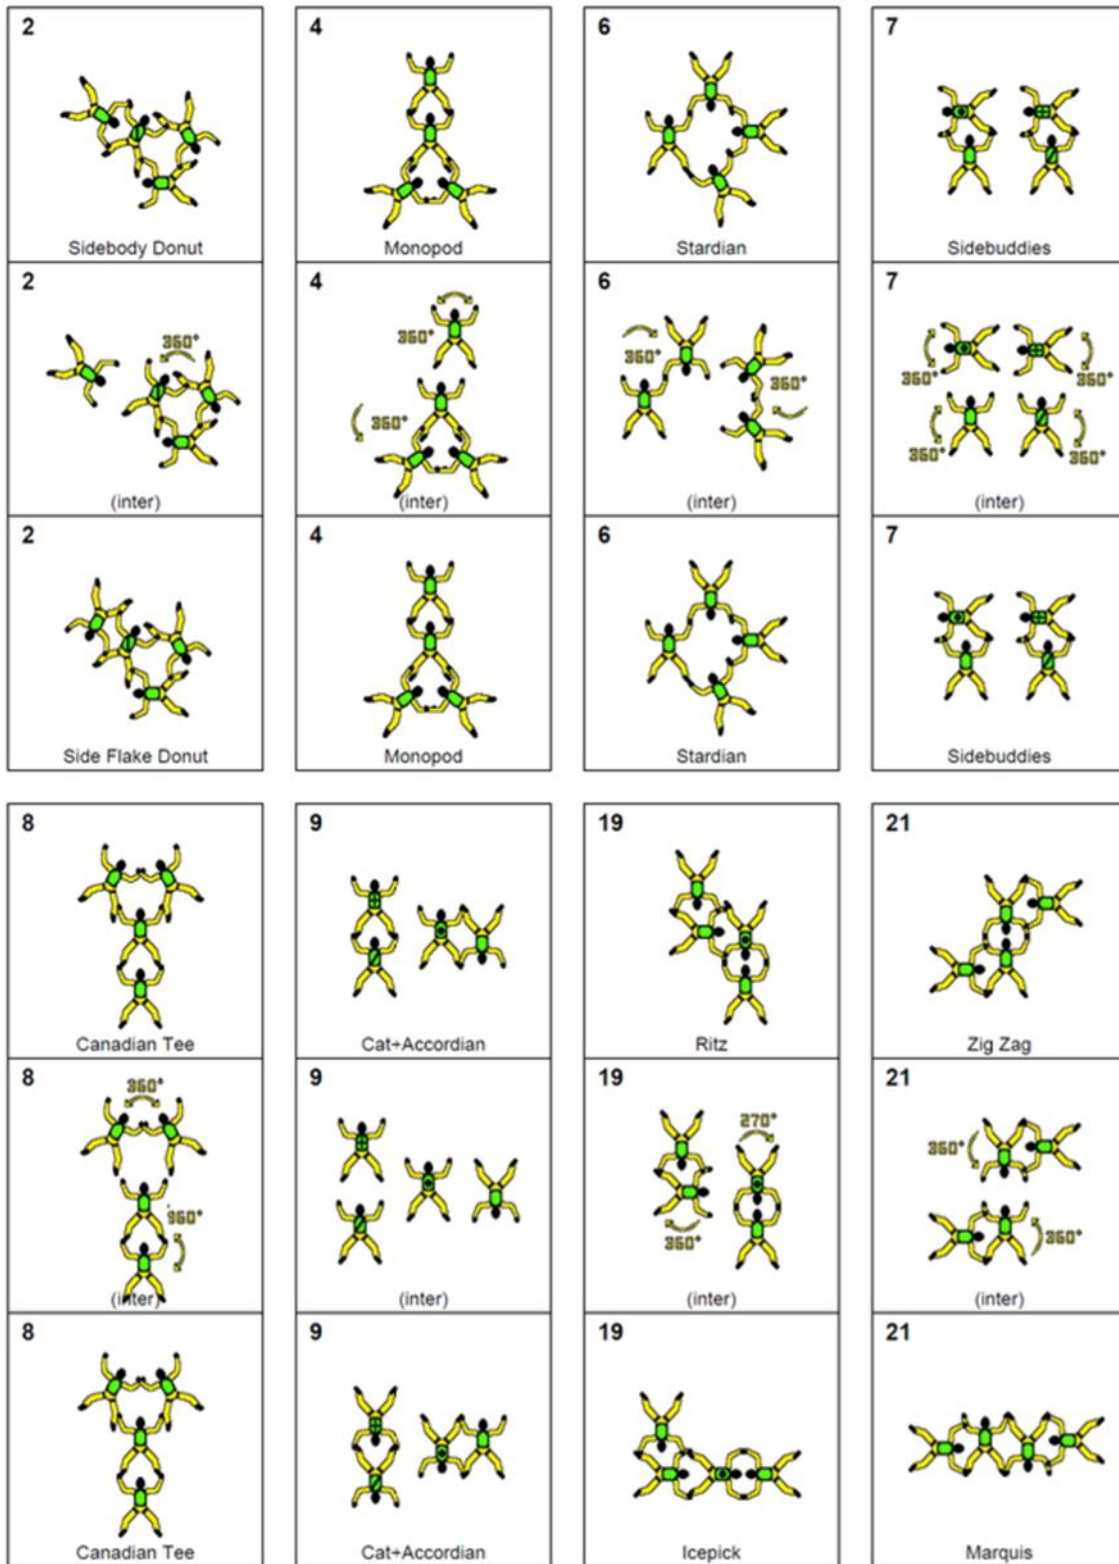 2
4
6
7
Sidebody Donut
Monopod
Stardian
Sidebuddies
2
4
6
7
360°
360°
360°
360°
360°
360°
360°
360°
360°
(inter)
(inter)
(inter)
(inter)
2
4
6
7
Side Flake Donut
Monopod
Stardian
Sidebuddies
8
9
19
21
Canadian Tee
Cat+Accordian
Ritz
Zig Zag
8
9
19
21
360°
270°
360°
360°
360°
360°
(inter)
(inter)
(inter)
(inter)
8
9
19
21
Canadian Tee
Cat+Accordian
Icepick
Marquis